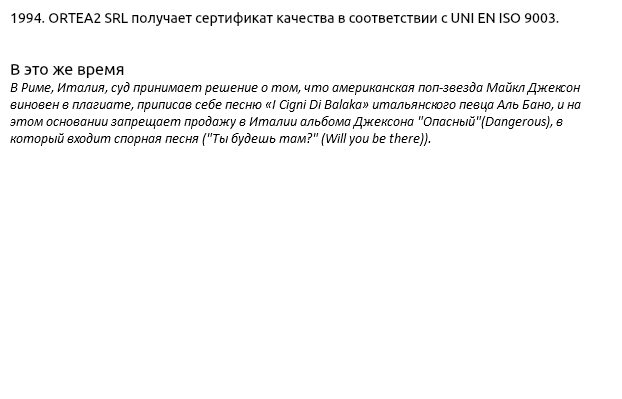 1994. ORTEA2 SRL получает сертификат качества в соответствии с UNI EN ISO 9003.
В это же время
В Риме, Италия, суд принимает решение о том, что американская поп-звезда Майкл Джексон
виновен в плагиате, приписав себе песню «I Cigni Di Balaka» итальянского певца Аль Бано, и на
этом основании запрещает продажу в Италии альбома Джексона "Опасный"(Dangerous), в
который входит спорная песня ("Ты будешь там?" (Will you be there)).